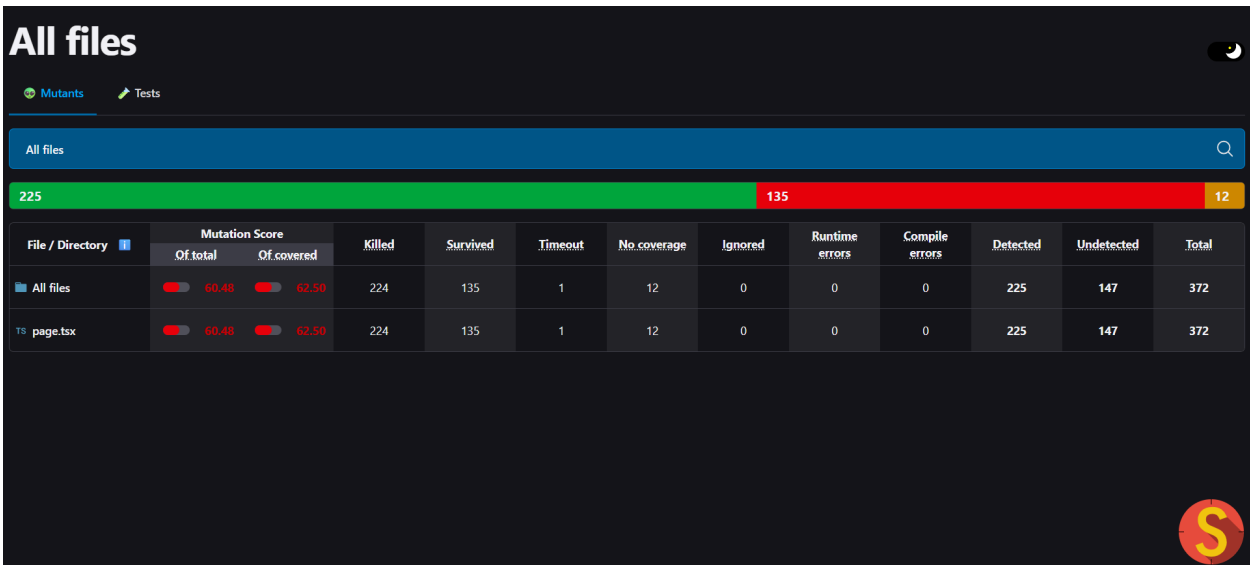 All files
Mutants Tests
All files
225 135 12
File / Directory Mutation Score Killed Survived Timeout No coverage Ignored Runtime errors Compile errors Detected Undetected Total
Of total Of covered
All files 60.48 62.50 224 135 1 12 0 0 0 225 147 372
TS page.tsx 60.48 62.50 224 135 1 12 0 0 0 225 147 372
S